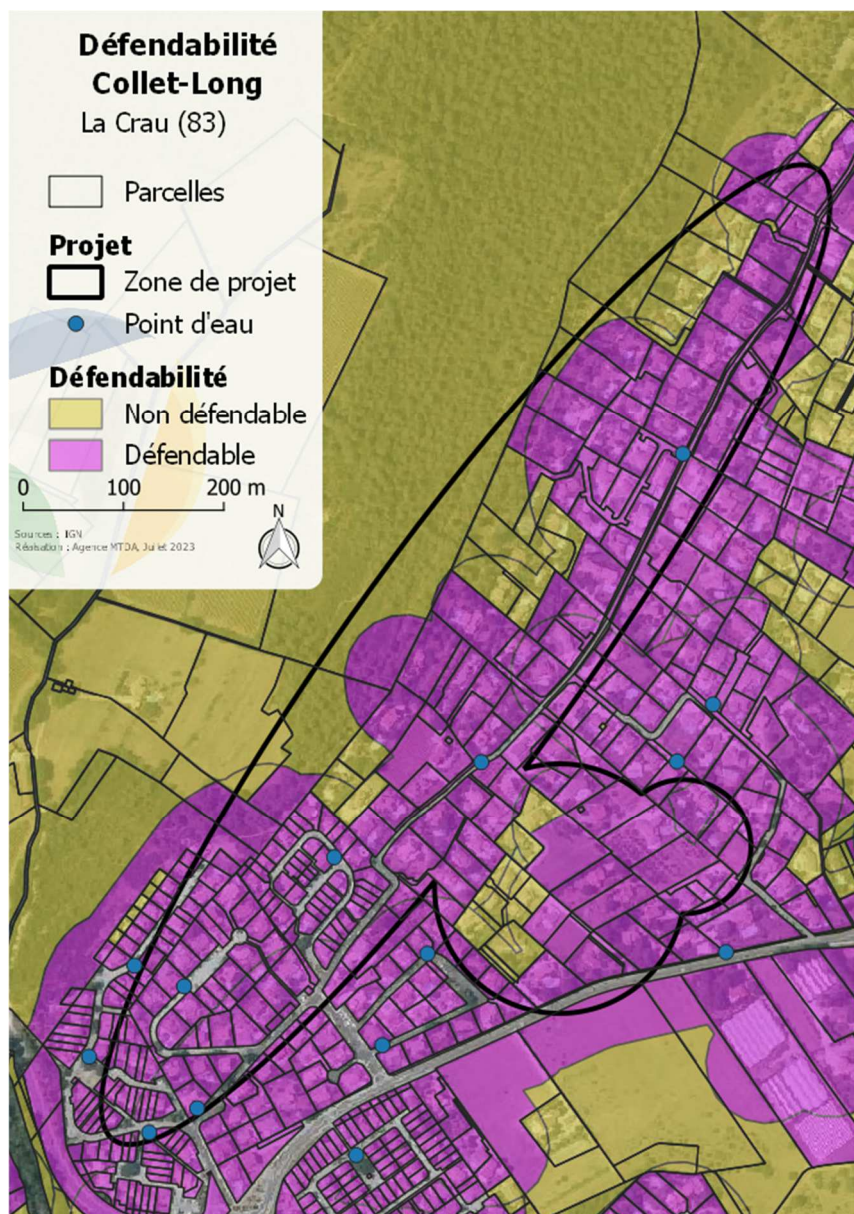 Défendabilité
Collet-Long
La Crau (83)
Parcelles
Projet
Zone de projet
Point d'eau
Défendabilité
Non défendable
Défendable
0 100 200 m
N
Sources : IGN
Réalisation : Agence MTDA, Juillet 2023